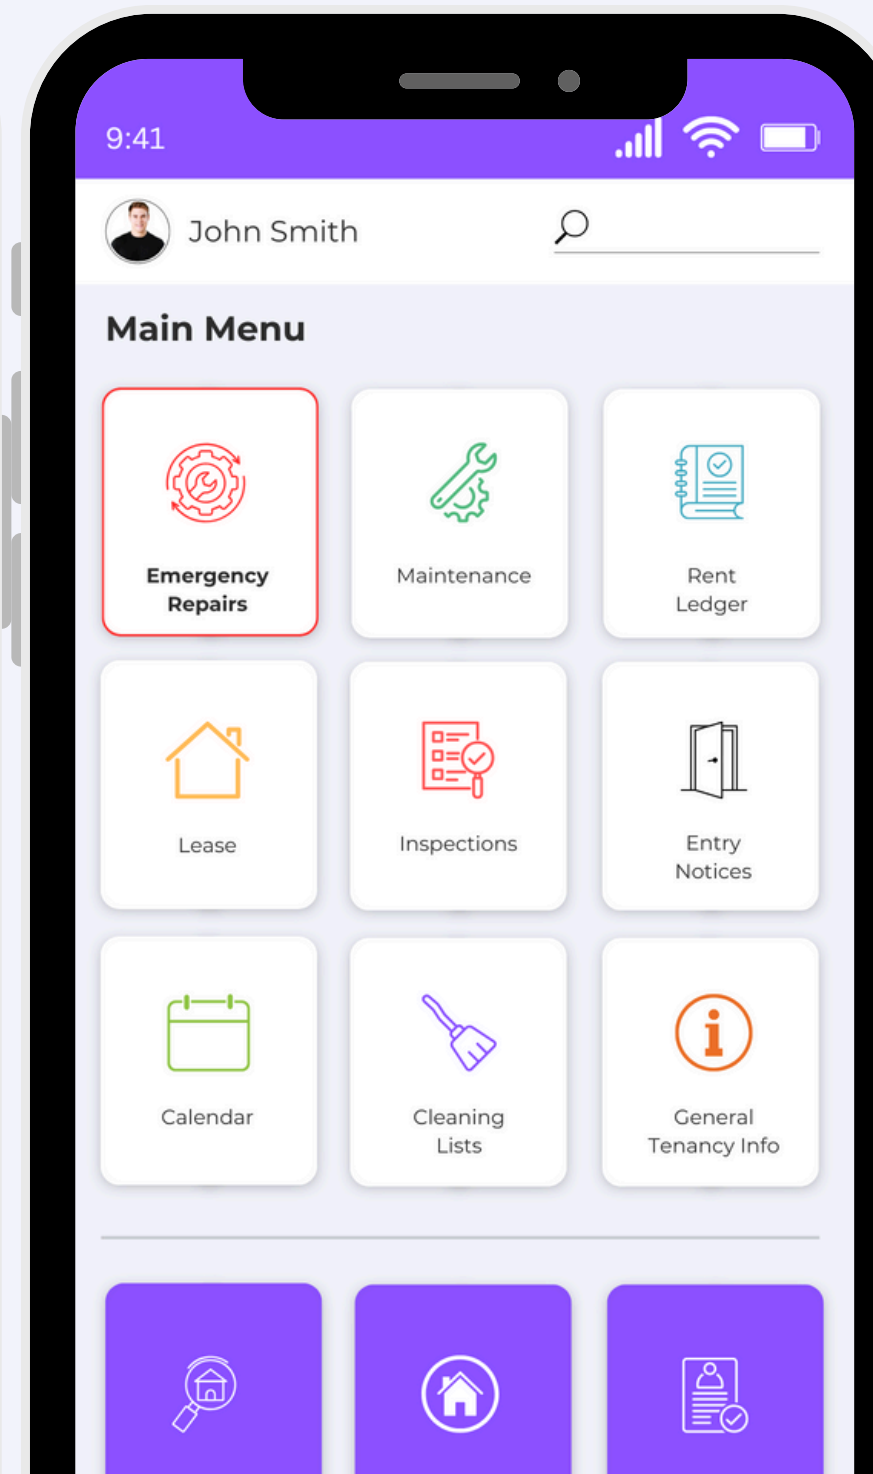 9:41
John Smith
Main Menu
Emergency
Repairs
Maintenance
Rent
Ledger
Lease
Inspections
Entry
Notices
Calendar
Cleaning
Lists
General
Tenancy Info